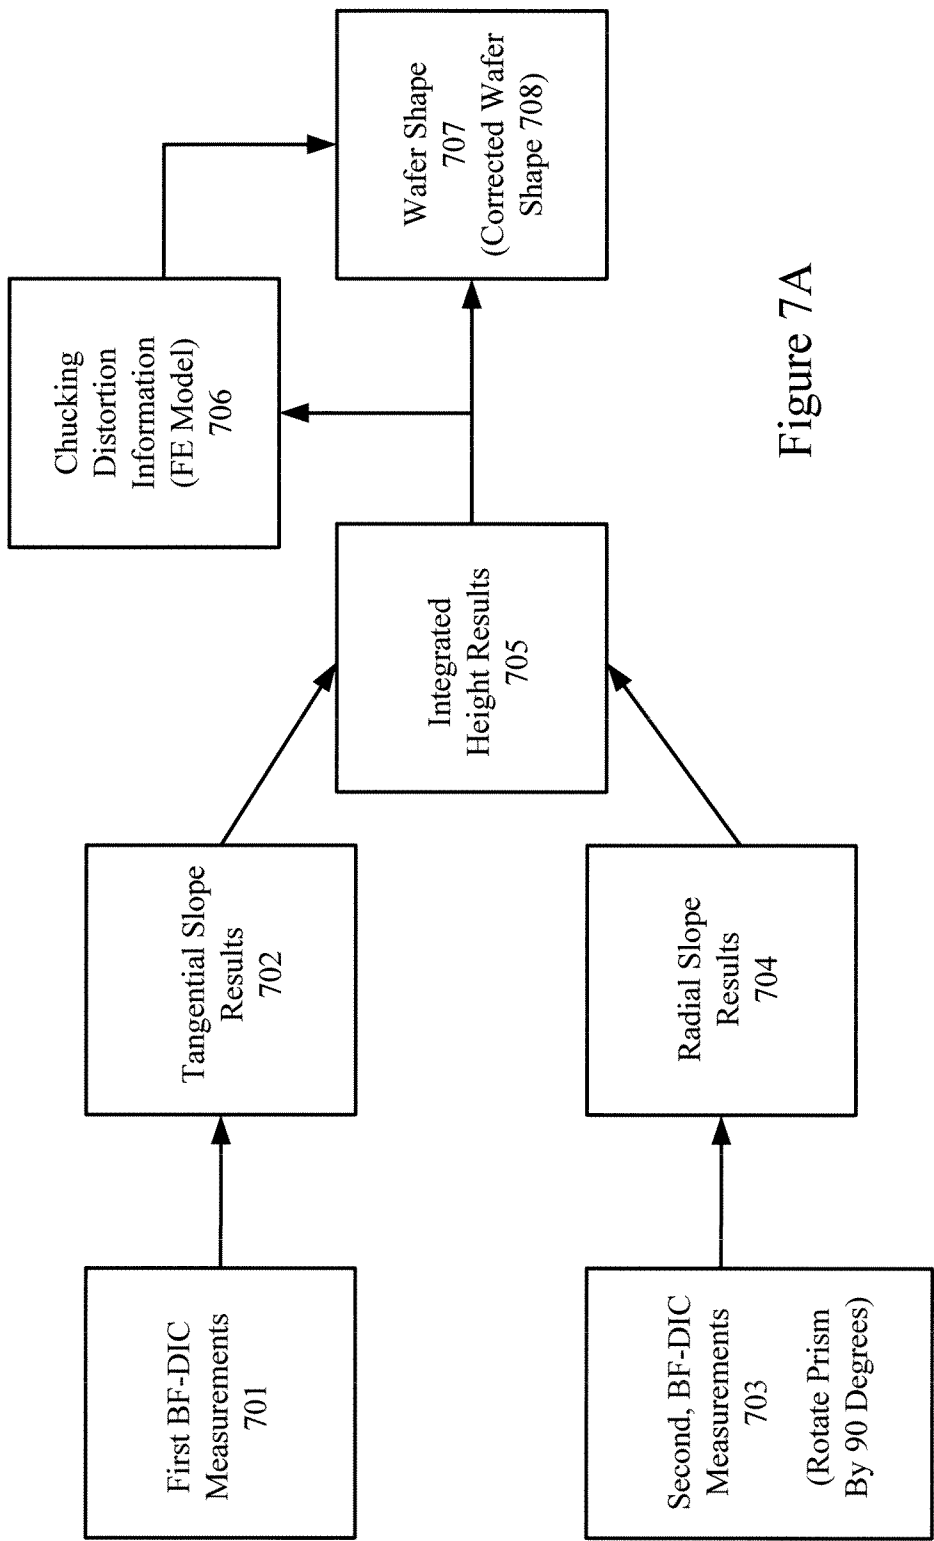 First BF-DIC
Measurements
701
Tangential Slope
Results
702
Second, BF-DIC
Measurements
703
(Rotate Prism
By 90 Degrees)
Radial Slope
Results
704
Integrated
Height Results
705
Chucking
Distortion
Information
(FE Model)
706
Wafer Shape
707
(Corrected Wafer
Shape 708)
Figure 7A